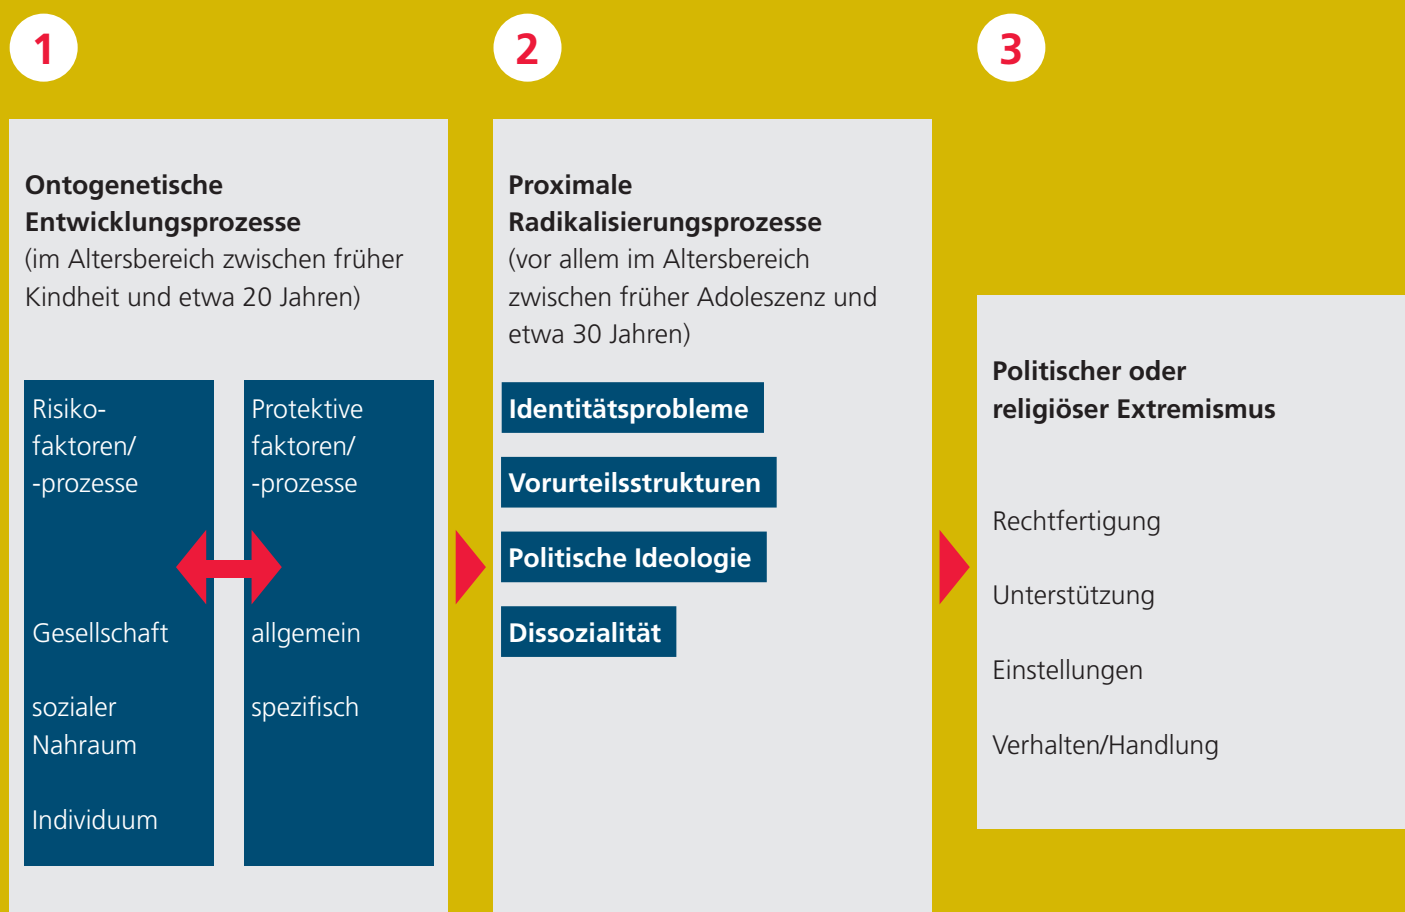 1
Ontogenetische
Entwicklungsprozesse
(im Altersbereich zwischen früher
Kindheit und etwa 20 Jahren)
Risiko-
faktoren/
-prozesse
Gesellschaft
sozialer
Nahraum
Individuum
Protektive
faktoren/
-prozesse
allgemein
spezifisch
2
Proximale
Radikalisierungsprozesse
(vor allem im Altersbereich
zwischen früher Adoleszenz und
etwa 30 Jahren)
Identitätsprobleme
Vorurteilsstrukturen
Politische Ideologie
Dissozialität
3
Politischer oder
religiöser Extremismus
Rechtfertigung
Unterstützung
Einstellungen
Verhalten/Handlung